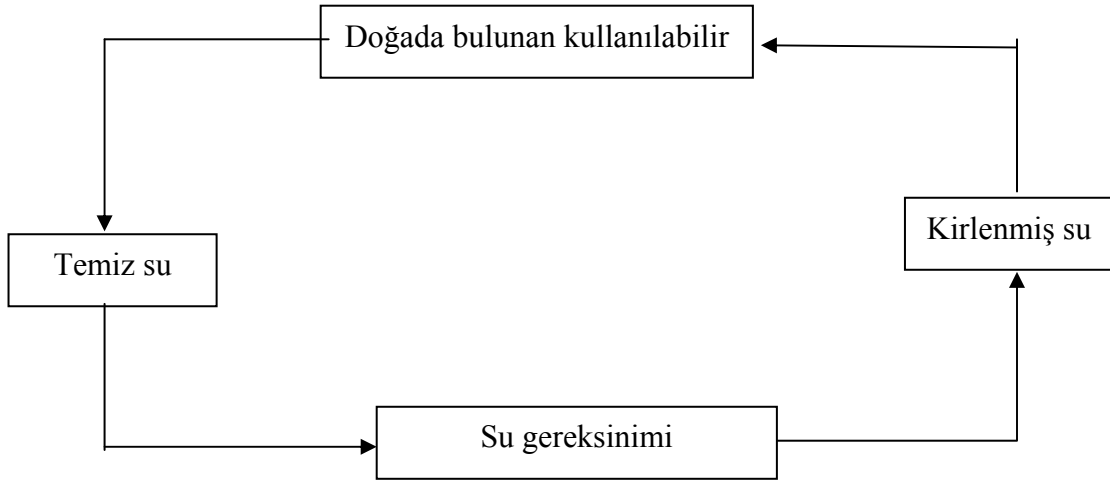 Doğada bulunan kullanılabilir
Kirlenmiş su
Temiz su
Su gereksinimi